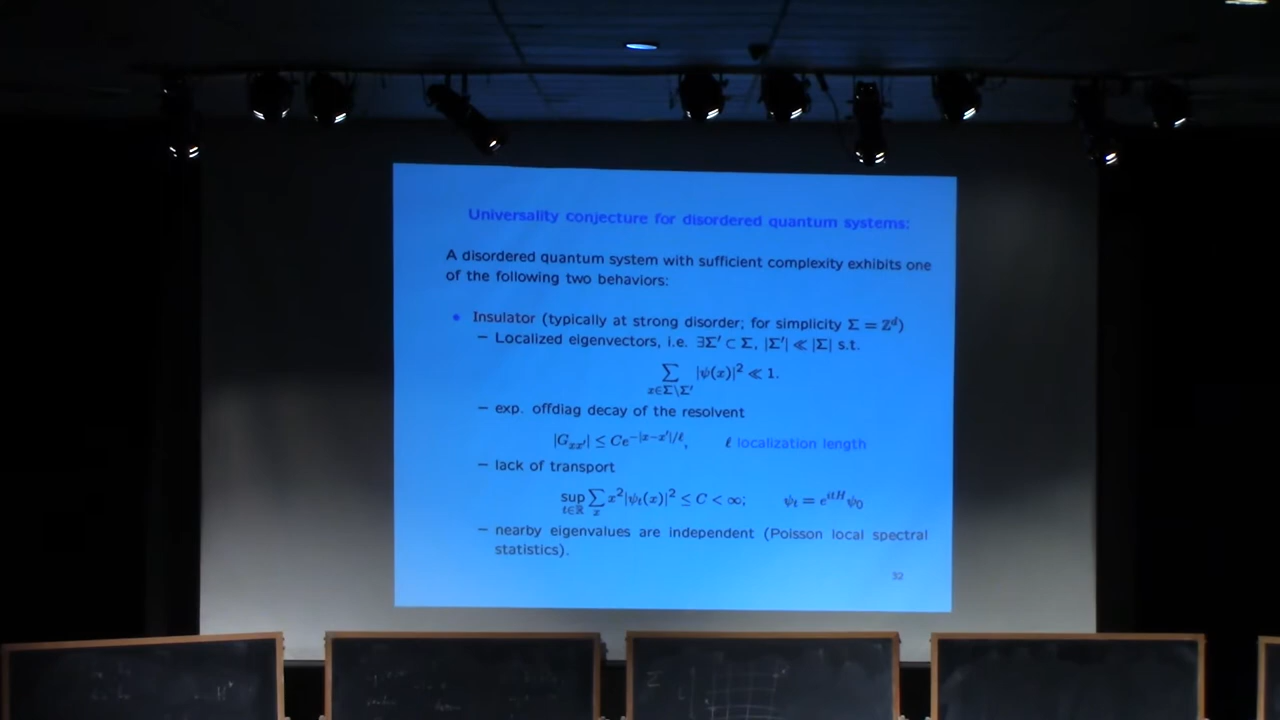 Universality conjecture for disordered quantum systems:
A disordered quantum system with sufficient complexity exhibits one
of the following two behaviors:
• Insulator (typically at strong disorder; for simplicity Σ = ℤ^d)
– Localized eigenvectors, i.e. ∃Σ′ ⊂ Σ, |Σ′| ≪ |Σ| s.t.
∑_{x∈Σ\Σ′} |ψ(x)|² ≪ 1.
– exp. offdiag decay of the resolvent
|G_{xx′}| ≤ Ce^{−|x−x′|/ℓ}, ℓ localization length
– lack of transport
sup_{t∈ℝ} ∑_x x²|ψ_t(x)|² ≤ C < ∞; ψ_t = e^{itH}ψ_0
– nearby eigenvalues are independent (Poisson local spectral
statistics).
32